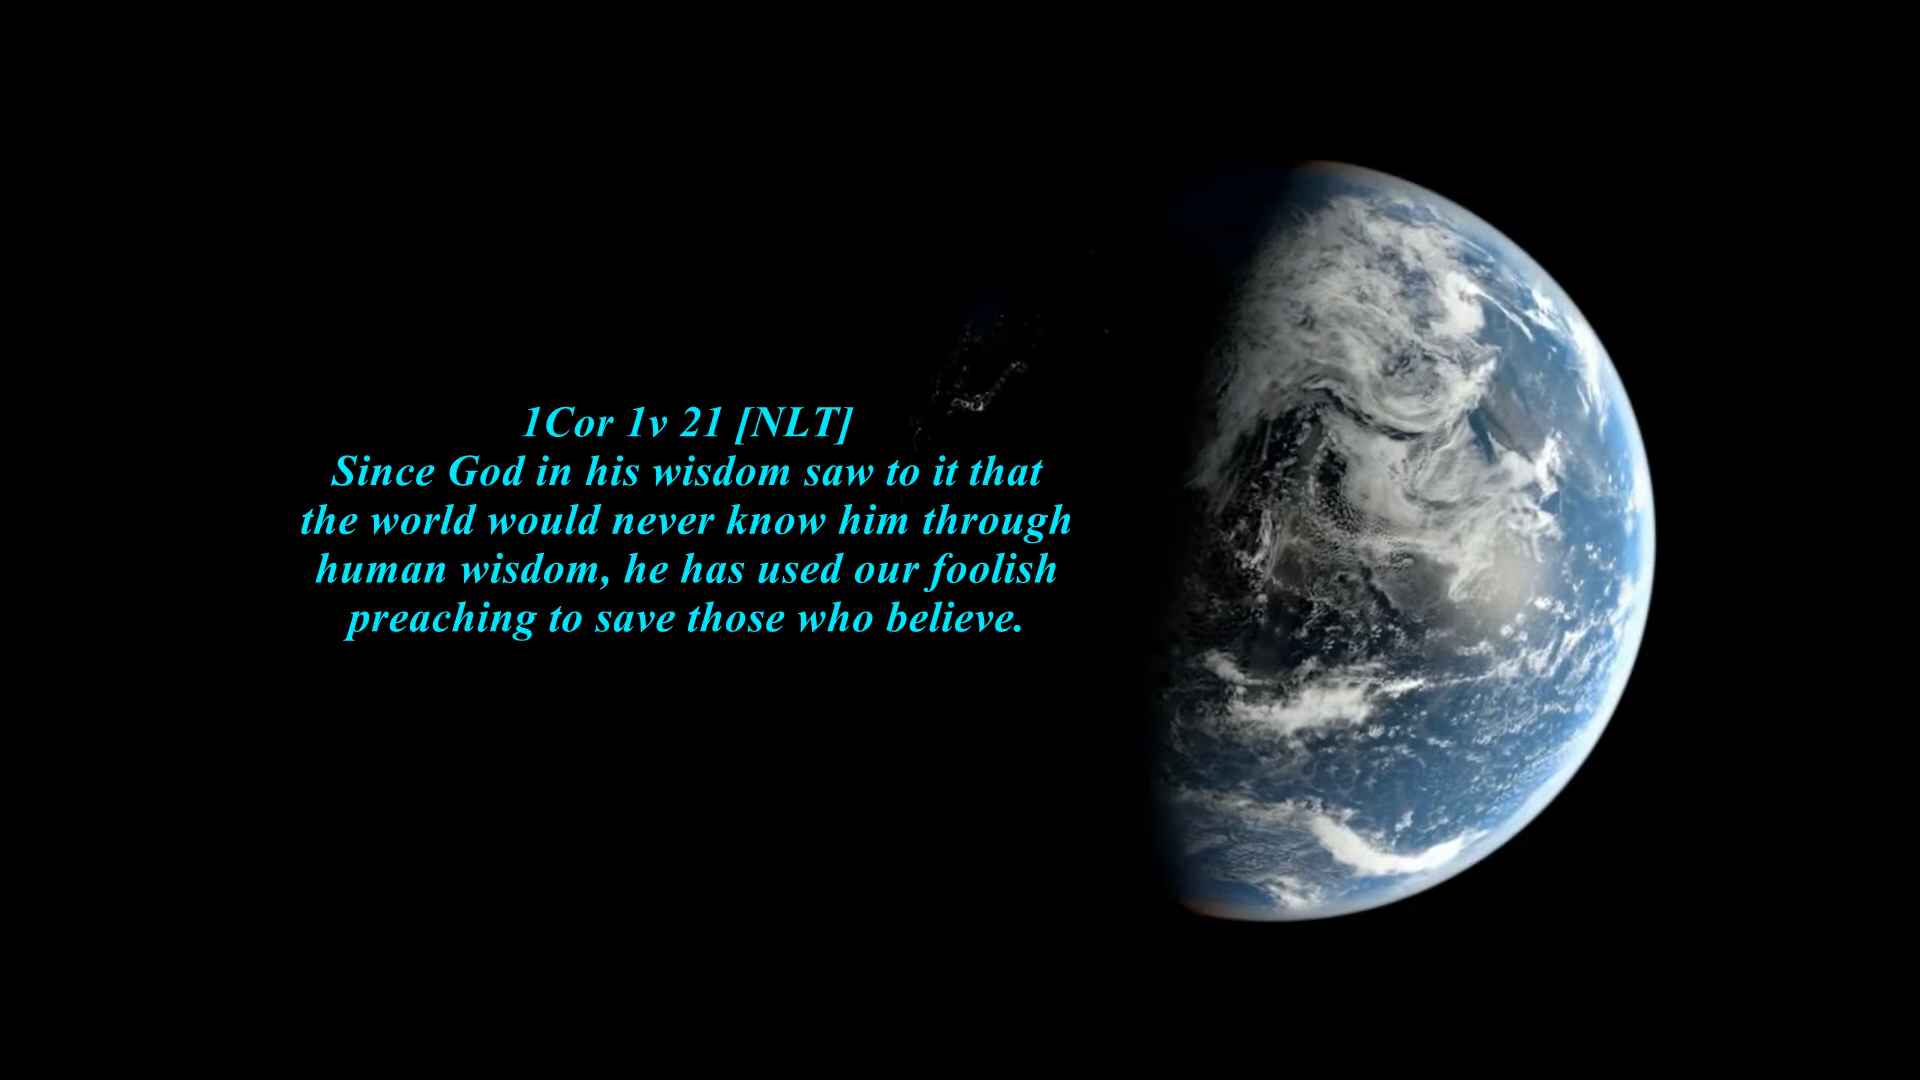 1Cor 1v 21 [NLT]
Since God in his wisdom saw to it that
the world would never know him through
human wisdom, he has used our foolish
preaching to save those who believe.